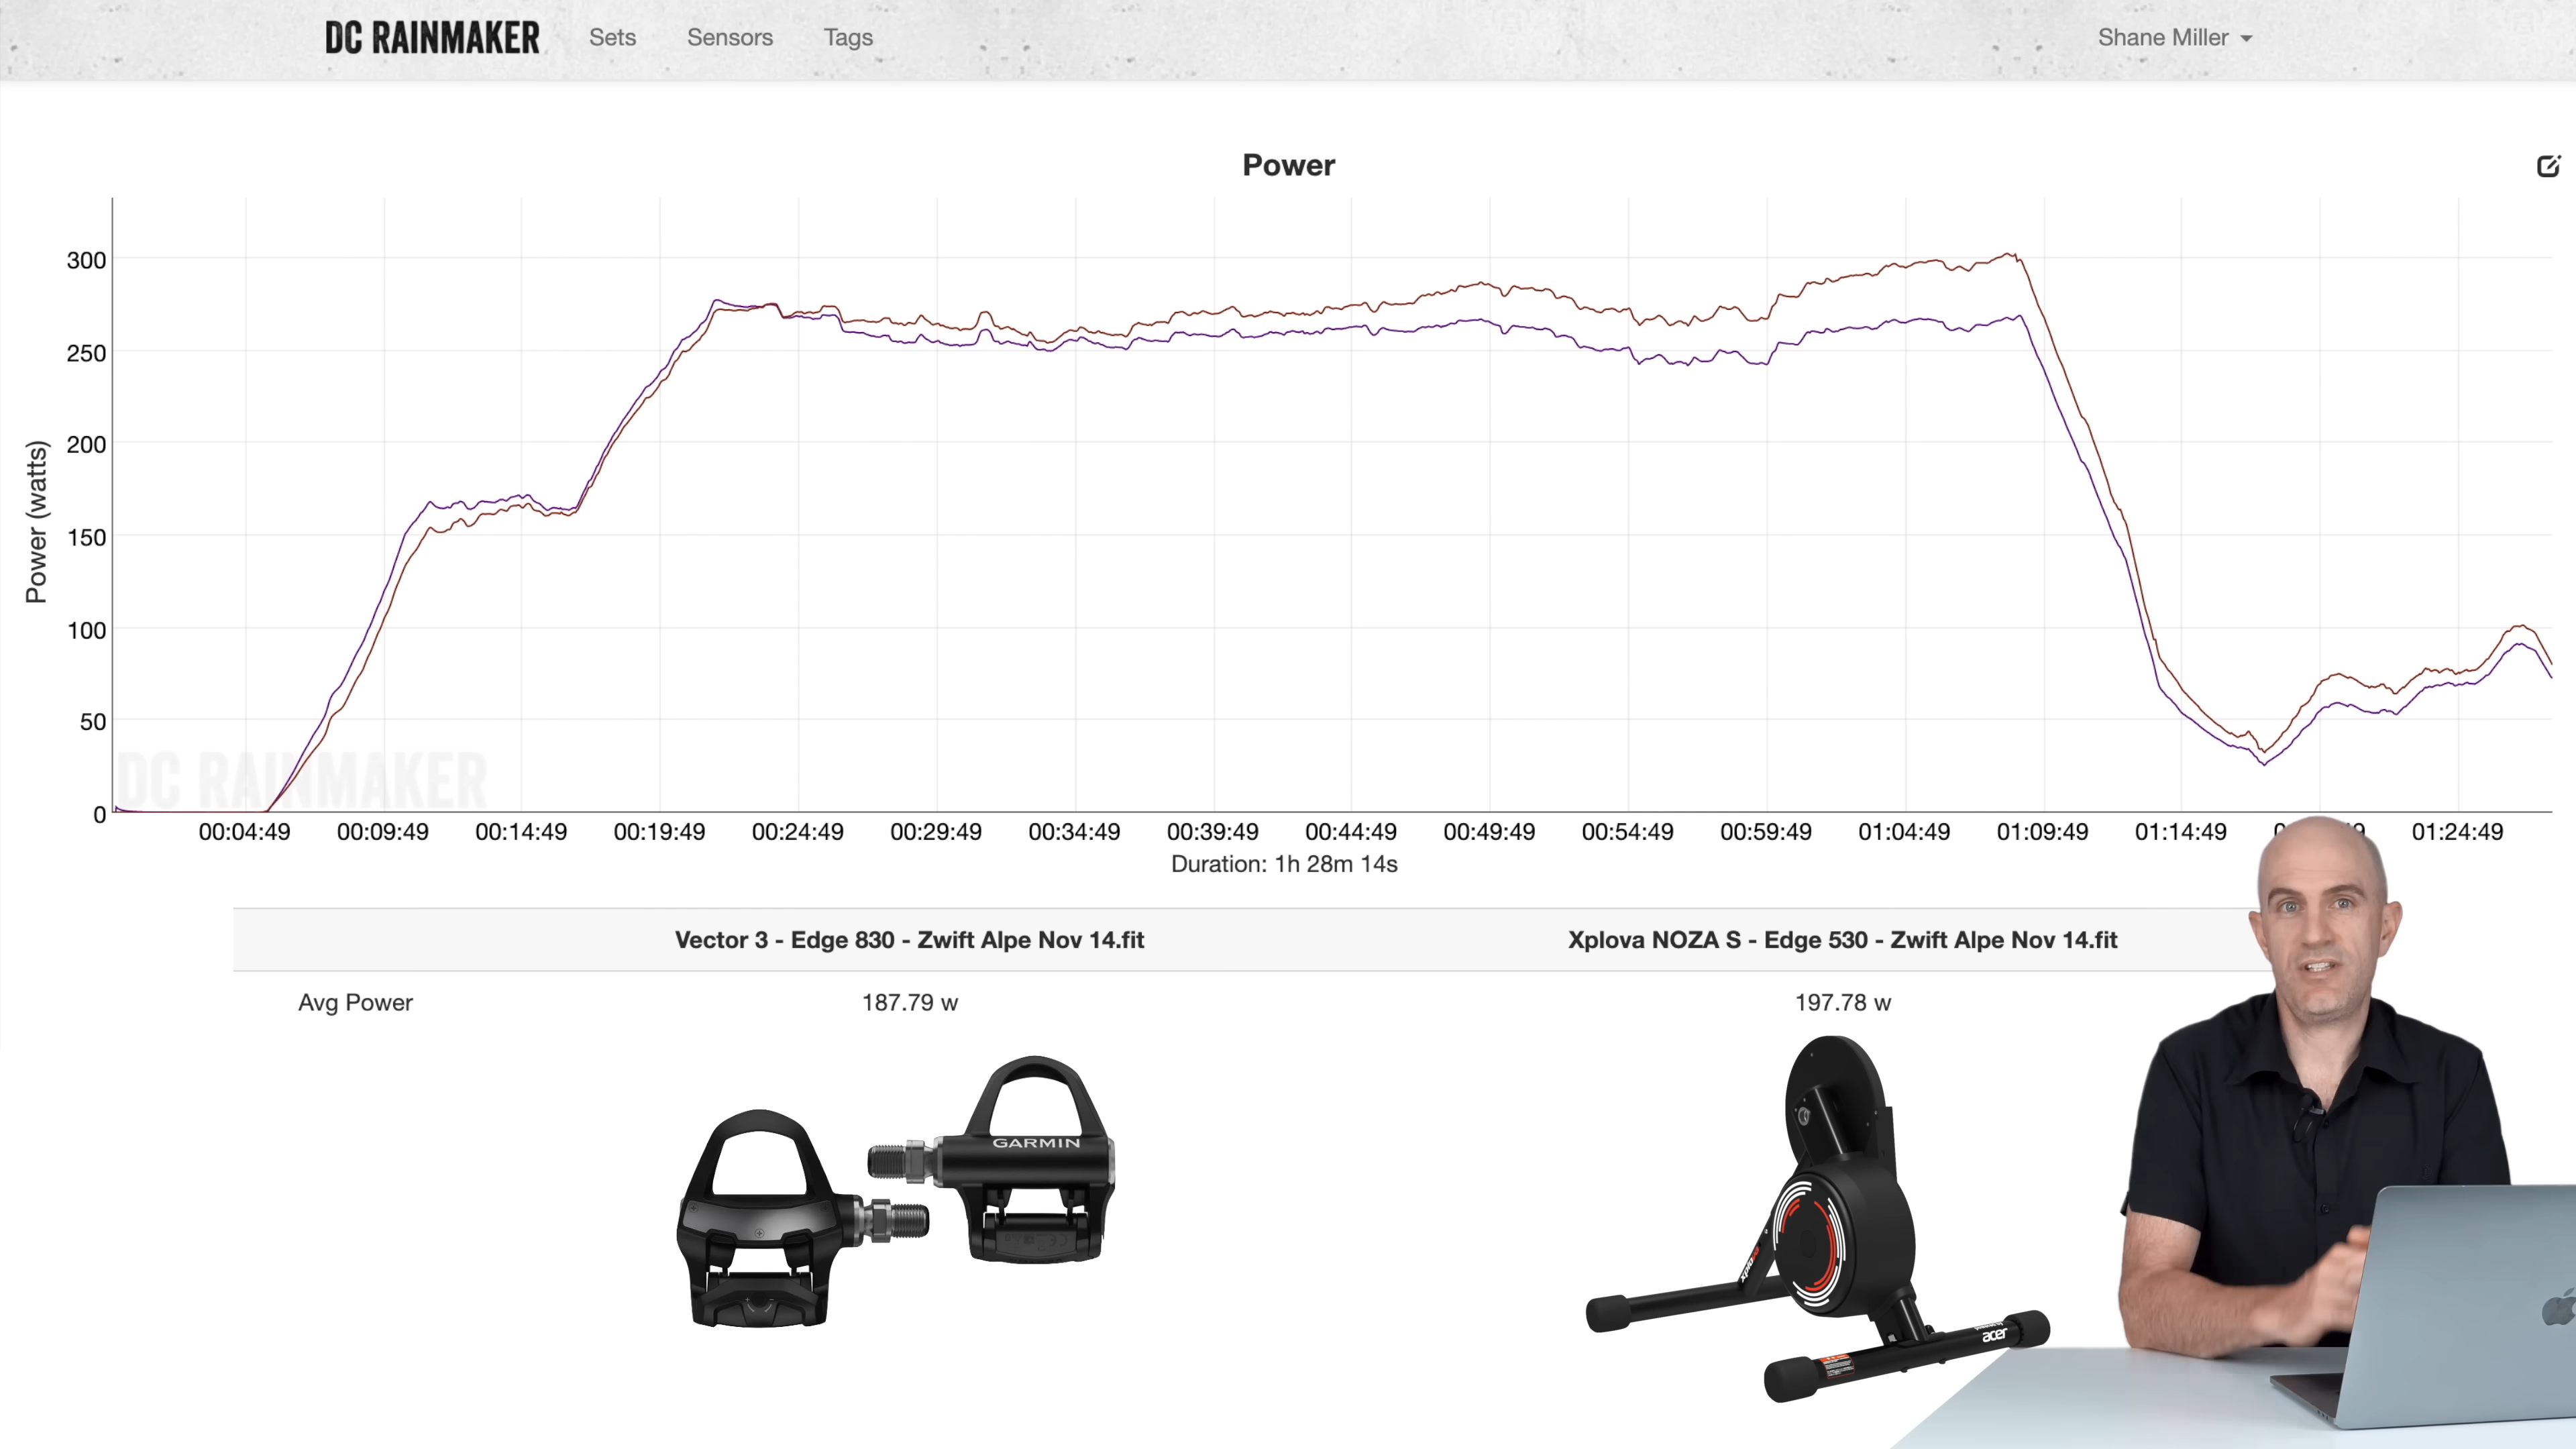 DC RAINMAKER Sets Sensors Tags Shane Miller
Power
Power (watts)
300
250
200
150
100
50
0
DC RAINMAKER
00:04:49 00:09:49 00:14:49 00:19:49 00:24:49 00:29:49 00:34:49 00:39:49 00:44:49 00:49:49 00:54:49 00:59:49 01:04:49 01:09:49 01:14:49 01:24:49
Duration: 1h 28m 14s
Vector 3 - Edge 830 - Zwift Alpe Nov 14.fit Xplova NOZA S - Edge 530 - Zwift Alpe Nov 14.fit
Avg Power 187.79 w 197.78 w
GARMIN
acer